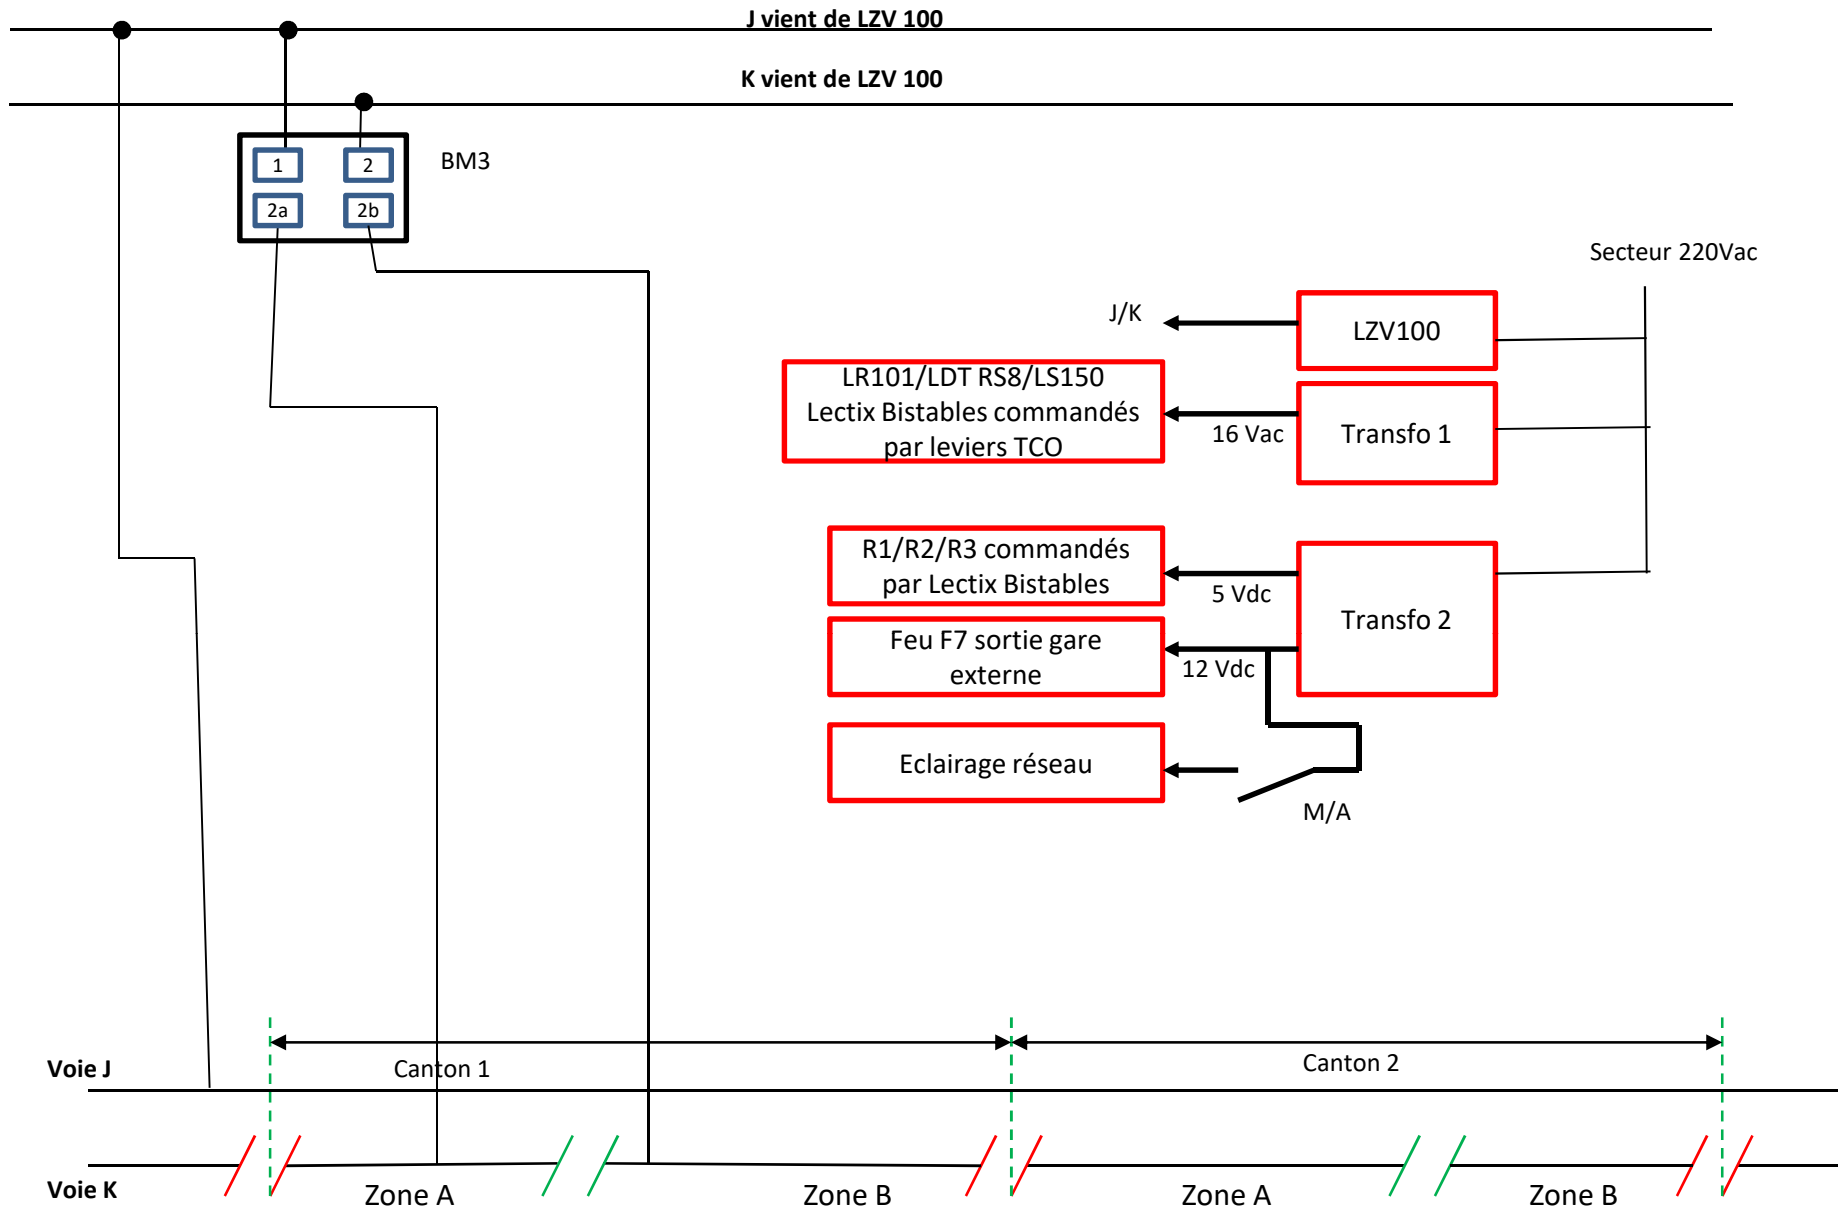 J vient de LZV 100
K vient de LZV 100
1
2
BM3
2a
2b
Secteur 220Vac
J/K
LZV100
LR101/LDT RS8/LS150
Lectix Bistables commandés
par leviers TCO
16 Vac
Transfo 1
R1/R2/R3 commandés
par Lectix Bistables
5 Vdc
Transfo 2
Feu F7 sortie gare
externe
12 Vdc
Eclairage réseau
M/A
Voie J
Canton 1
Canton 2
Voie K
Zone A
Zone B
Zone A
Zone B